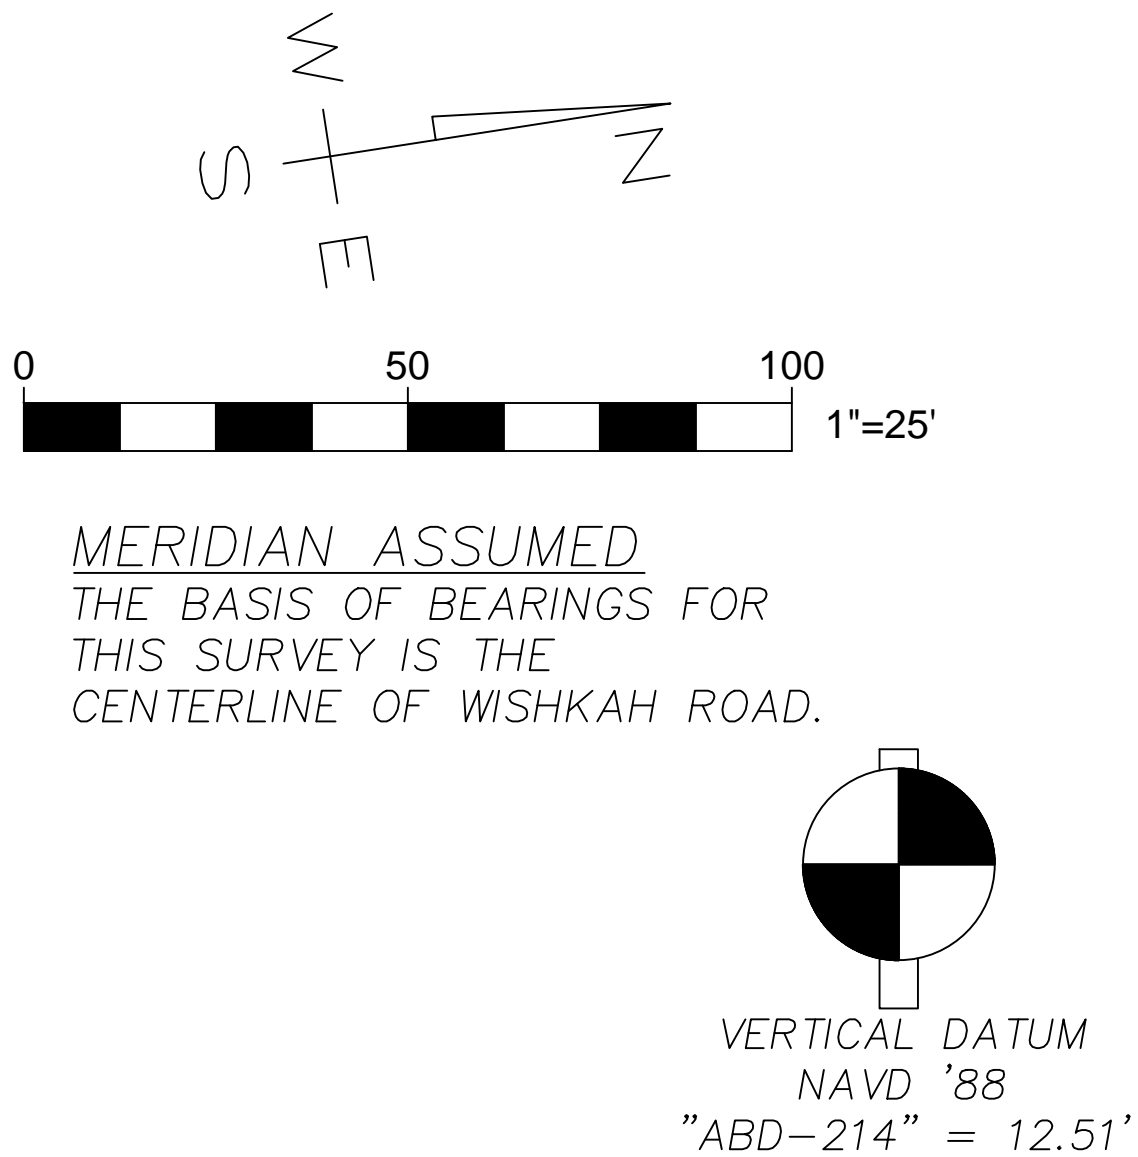 W
N
S
E
0 50 100
1"=25'
MERIDIAN ASSUMED
THE BASIS OF BEARINGS FOR
THIS SURVEY IS THE
CENTERLINE OF WISHKAH ROAD.
VERTICAL DATUM
NAVD '88
"ABD-214" = 12.51'